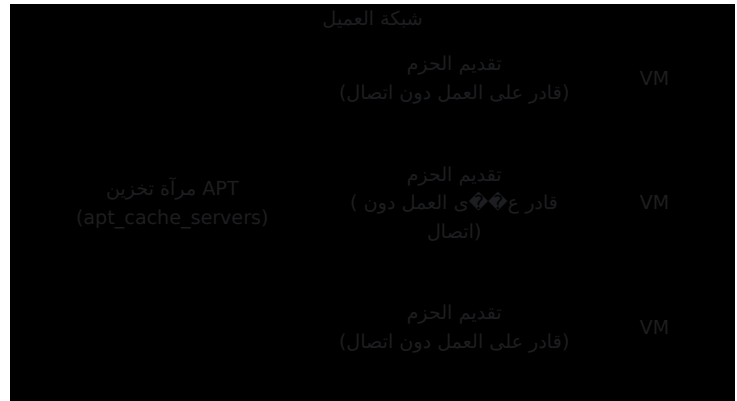 شبكة العميل
تقديم الحزم
(قادر على العمل دون اتصال)
VM
تقديم الحزم
قادر ع��ى العمل دون )
(اتصال
VM
APT مرآة تخزين
(apt_cache_servers)
تقديم الحزم
(قادر على العمل دون اتصال)
VM